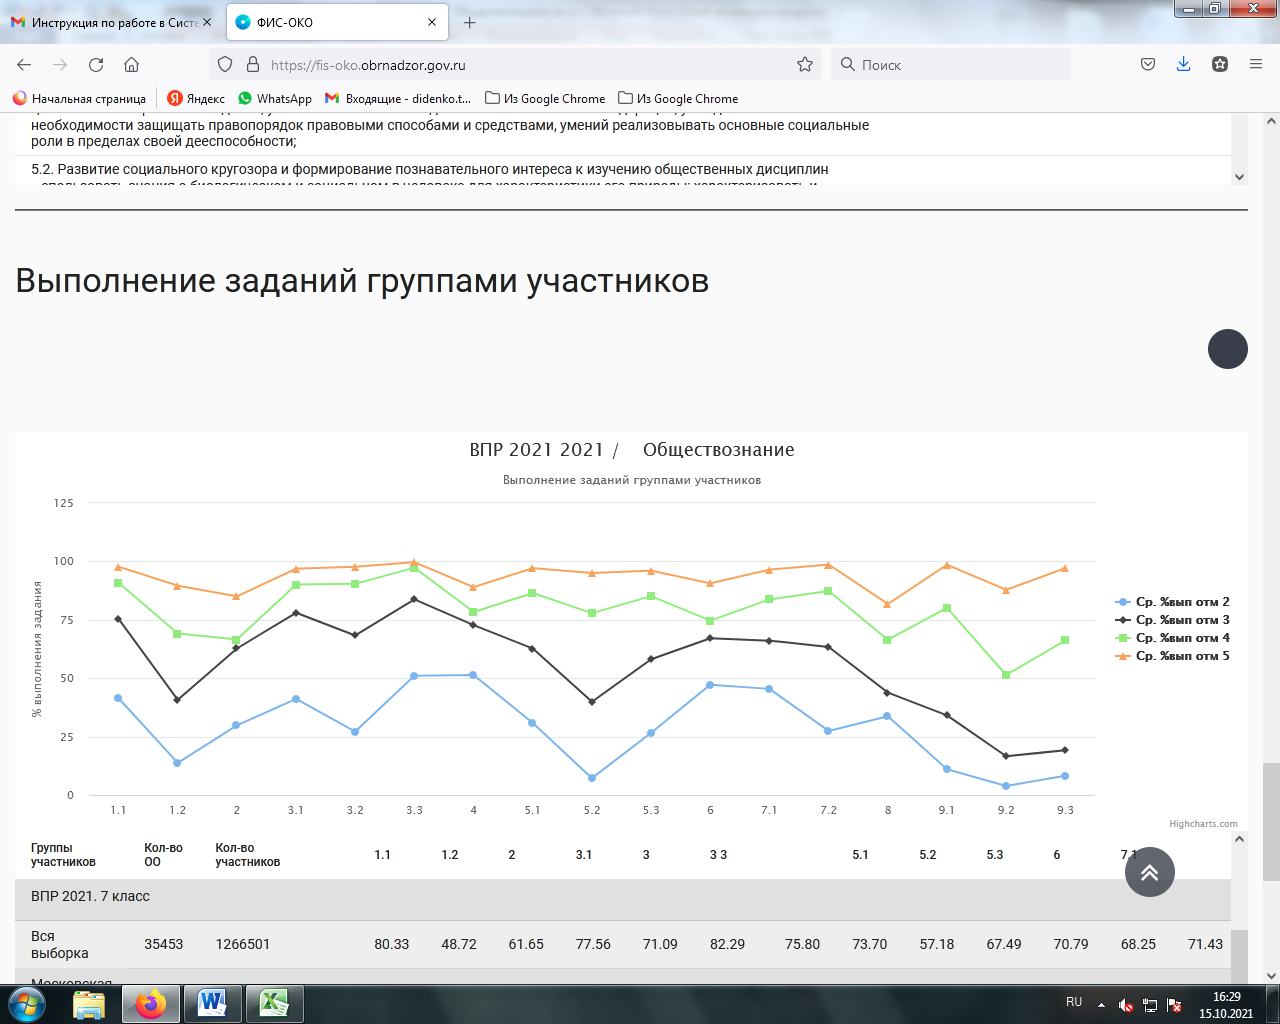 Инструкция по работе в Систе
ФИС-ОКО
https://fis-oko.obrnadzor.gov.ru
Поиск
Начальная страница
Яндекс
WhatsApp
Входящие - didenko.t...
Из Google Chrome
Из Google Chrome
необходимости защищать правопорядок правовыми способами и средствами, умений реализовывать основные социальные
роли в пределах своей дееспособности;
5.2. Развитие социального кругозора и формирование познавательного интереса к изучению общественных дисциплин
Выполнение заданий группами участников
ВПР 2021 2021 / Обществознание
Выполнение заданий группами участников
% выполнения задания
125
100
75
50
25
0
1.1 1.2 2 3.1 3.2 3.3 4 5.1 5.2 5.3 6 7.1 7.2 8 9.1 9.2 9.3
Ср. %вып отм 2
Ср. %вып отм 3
Ср. %вып отм 4
Ср. %вып отм 5
Highcharts.com
Группы участников Кол-во ОО Кол-во участников 1.1 1.2 2 3.1 3 3 3 5.1 5.2 5.3 6 7.1
ВПР 2021. 7 класс
Вся выборка 35453 1266501 80.33 48.72 61.65 77.56 71.09 82.29 75.80 73.70 57.18 67.49 70.79 68.25 71.43
Московская
RU
16:29
15.10.2021